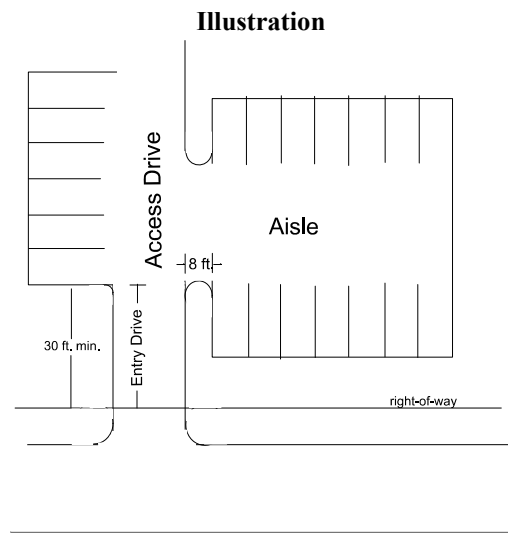 Illustration
Access Drive
Aisle
8 ft.
30 ft. min.
Entry Drive
right-of-way